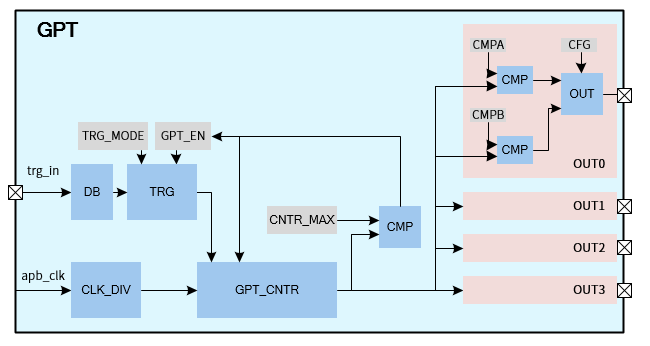 GPT
CMPA
CFG
CMP
OUT
CMPB
CMP
OUT0
TRG_MODE
GPT_EN
trg_in
DB
TRG
CNTR_MAX
CMP
OUT1
OUT2
apb_clk
CLK_DIV
GPT_CNTR
OUT3